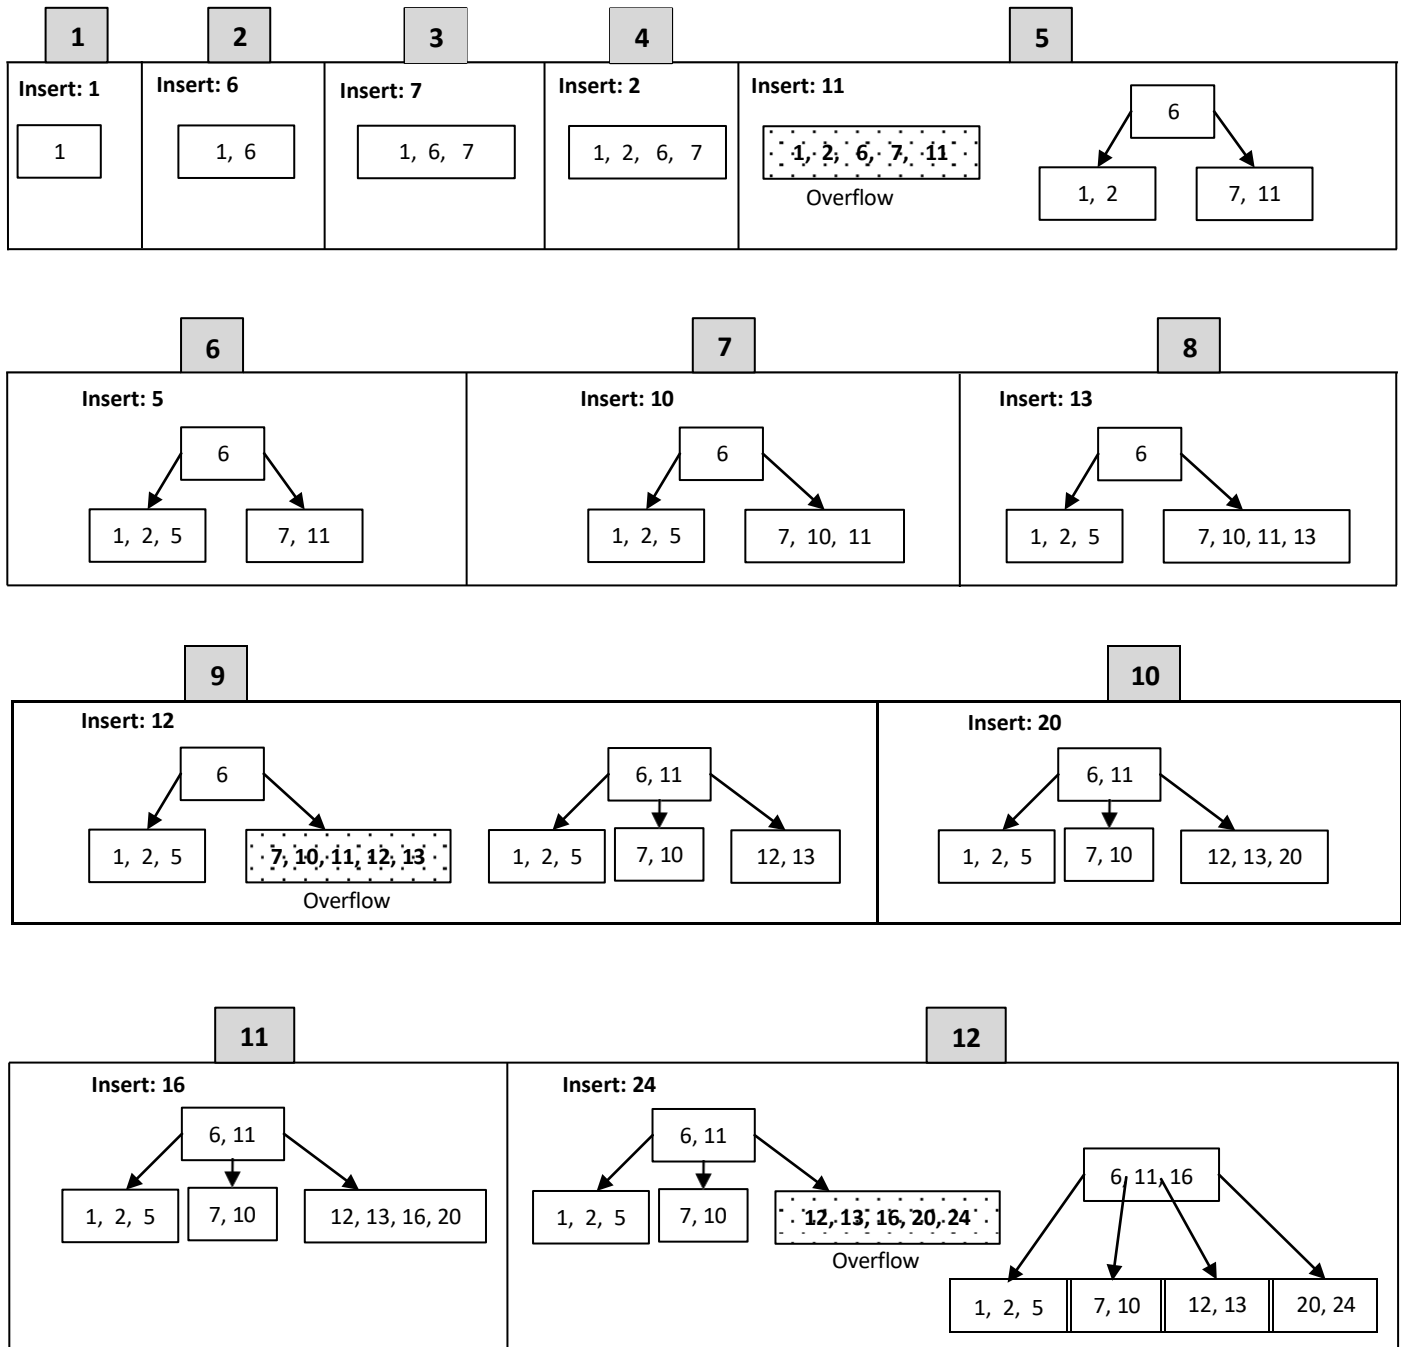 1 2 3 4 5
Insert: 1
1
Insert: 6
1, 6
Insert: 7
1, 6, 7
Insert: 2
1, 2, 6, 7
Insert: 11
1, 2, 6, 7, 11
Overflow
6
1, 2
7, 11
6 7 8
Insert: 5
6
1, 2, 5
7, 11
Insert: 10
6
1, 2, 5
7, 10, 11
Insert: 13
6
1, 2, 5
7, 10, 11, 13
9 10
Insert: 12
6
1, 2, 5
7, 10, 11, 12, 13
Overflow
6, 11
1, 2, 5
7, 10
12, 13
Insert: 20
6, 11
1, 2, 5
7, 10
12, 13, 20
11 12
Insert: 16
6, 11
1, 2, 5
7, 10
12, 13, 16, 20
Insert: 24
6, 11
1, 2, 5
7, 10
12, 13, 16, 20, 24
Overflow
6, 11, 16
1, 2, 5
7, 10
12, 13
20, 24